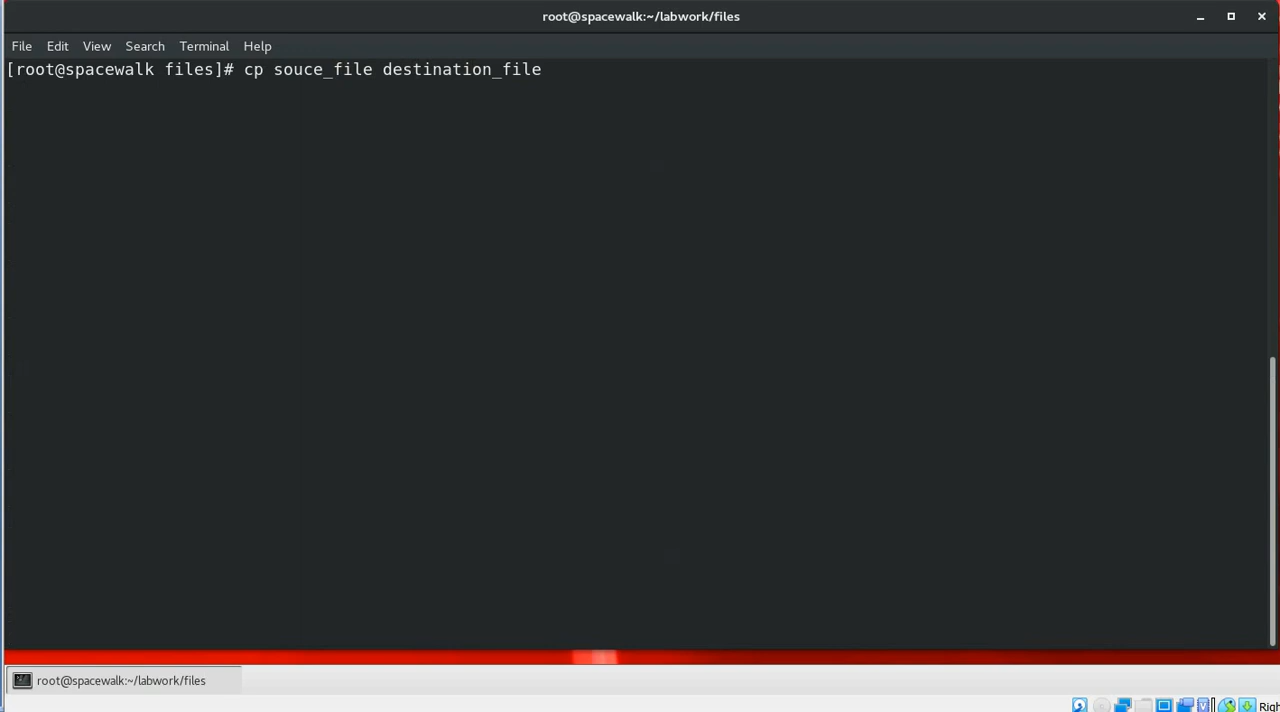 root@spacewalk:~/labwork/files
File Edit View Search Terminal Help
[root@spacewalk files]# cp souce_file destination_file
root@spacewalk:~/labwork/files
Righ